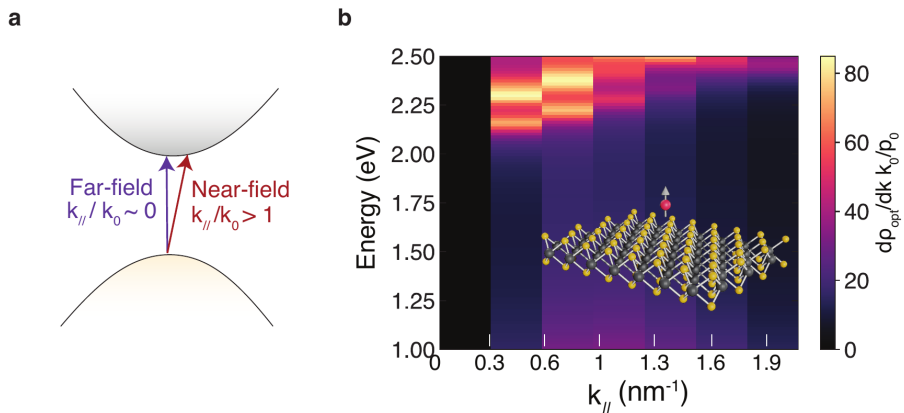 a
b
Far-field
k// / k0 ~ 0
Near-field
k///k0 > 1
Energy (eV)
2.50
2.25
2.00
1.75
1.50
1.25
1.00
0
0.3
0.6
1
1.3
1.6
1.9
k// (nm⁻¹)
80
60
40
20
0
dpopt/dk k0/p0